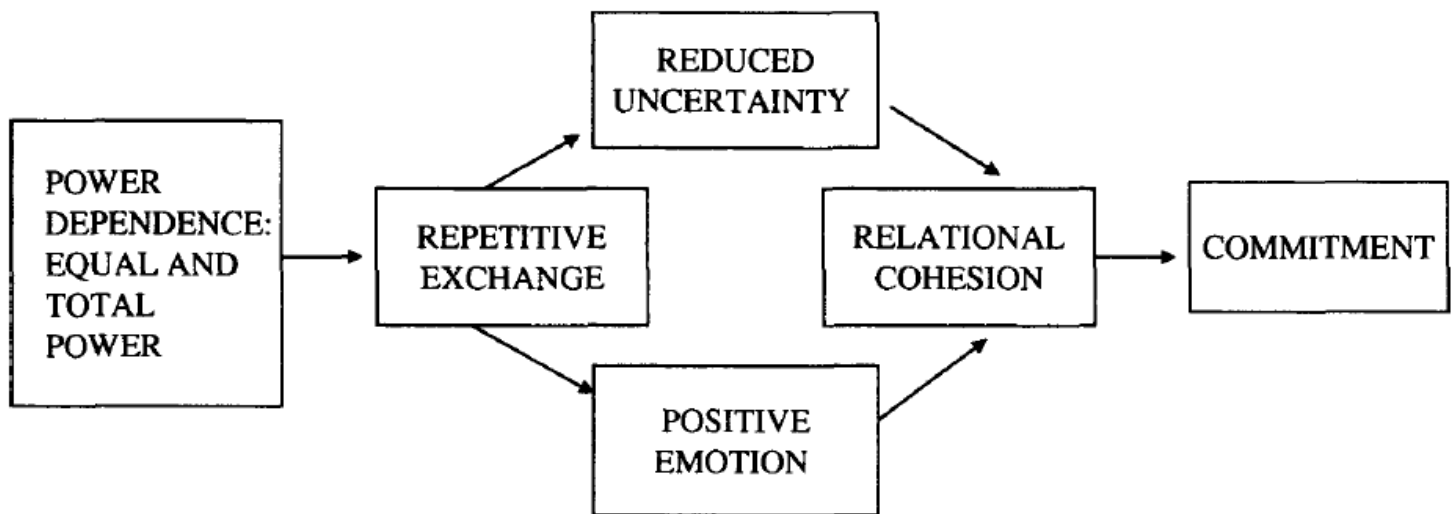 POWER
DEPENDENCE:
EQUAL AND
TOTAL
POWER
REPETITIVE
EXCHANGE
REDUCED
UNCERTAINTY
POSITIVE
EMOTION
RELATIONAL
COHESION
COMMITMENT